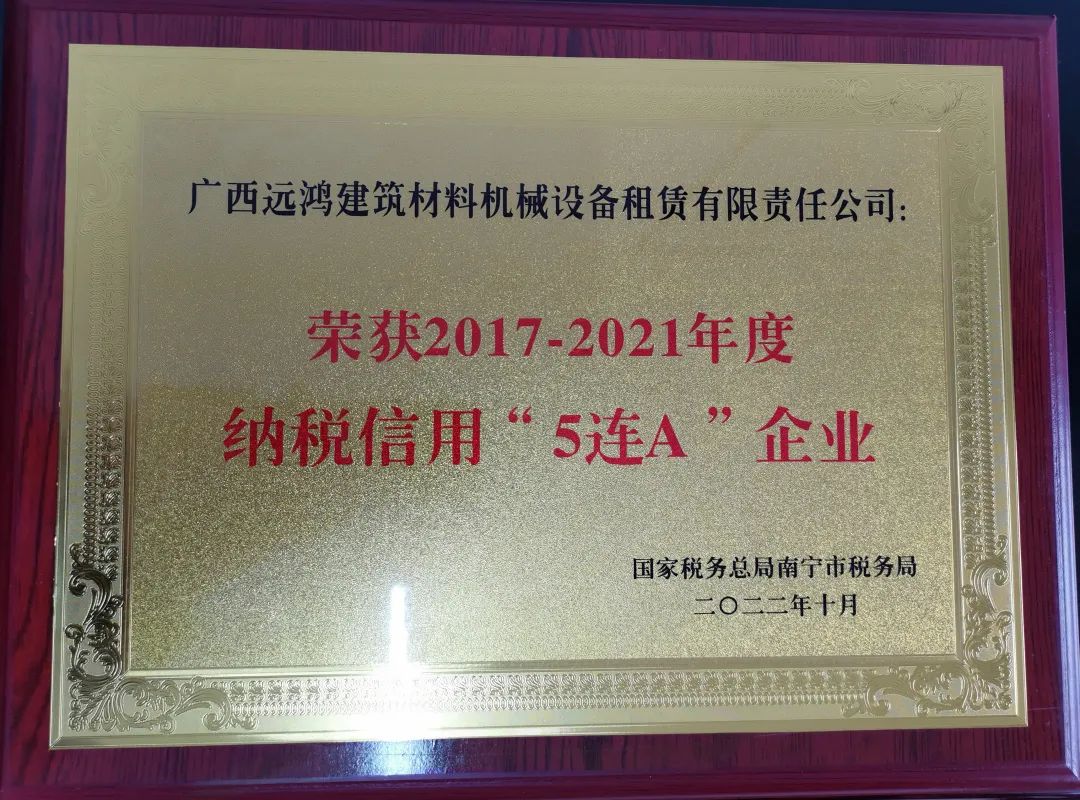 广西远鸿建筑材料机械设备租赁有限责任公司：
荣获2017-2021年度
纳税信用“5连A”企业
国家税务总局南宁市税务局
二〇二二年十月